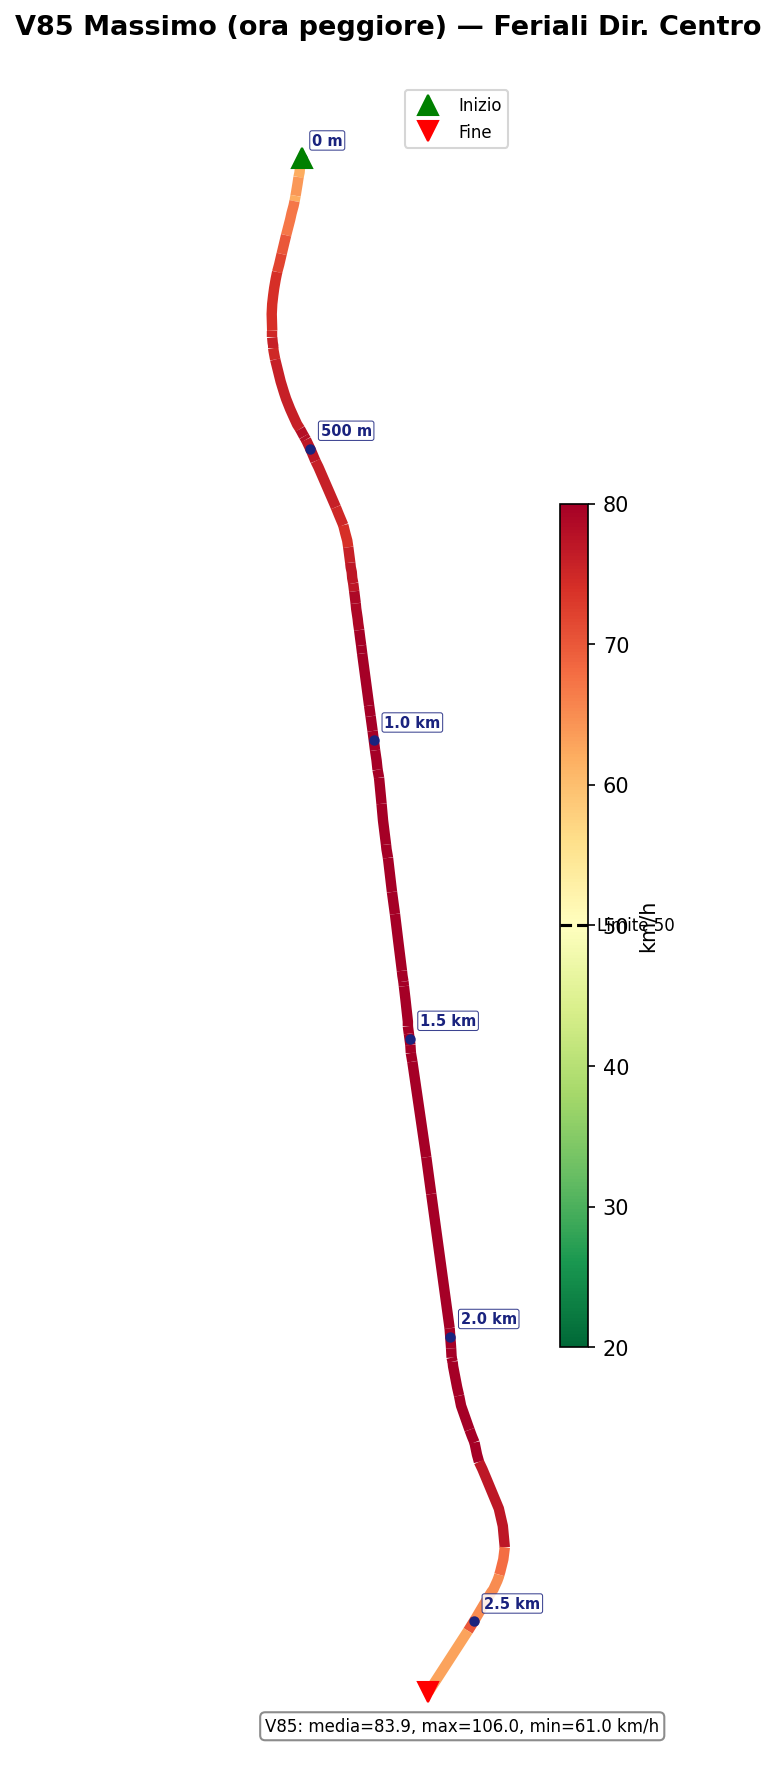 V85 Massimo (ora peggiore) — Feriali Dir. Centro
Inizio
Fine
0 m
500 m
1.0 km
1.5 km
2.0 km
2.5 km
80
70
60
50
Limite 50
40
30
20
km/h
V85: media=83.9, max=106.0, min=61.0 km/h